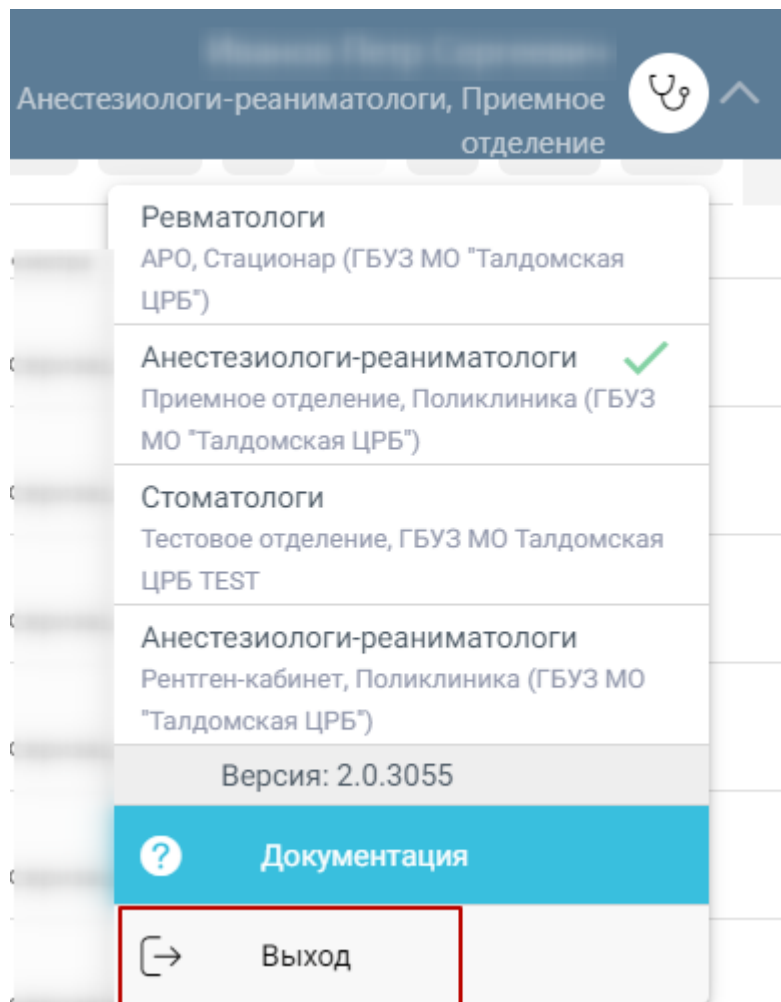 Анестезиологи-реаниматологи, Приемное
отделение
Ревматологи
АРО, Стационар (ГБУЗ МО "Талдомская
ЦРБ")
Анестезиологи-реаниматологи
Приемное отделение, Поликлиника (ГБУЗ
МО "Талдомская ЦРБ")
Стоматологи
Тестовое отделение, ГБУЗ МО Талдомская
ЦРБ TEST
Анестезиологи-реаниматологи
Рентген-кабинет, Поликлиника (ГБУЗ МО
"Талдомская ЦРБ")
Версия: 2.0.3055
? Документация
Выход